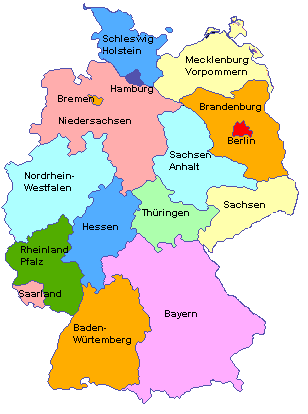 Schleswig
Holstein
Mecklenburg
Vorpommern
Hamburg
Bremen
Brandenburg
Niedersachsen
Berlin
Sachsen
Anhalt
Nordrhein-
Westfalen
Sachsen
Thüringen
Hessen
Rheinland
Pfalz
Saarland
Bayern
Baden-
Würtemberg